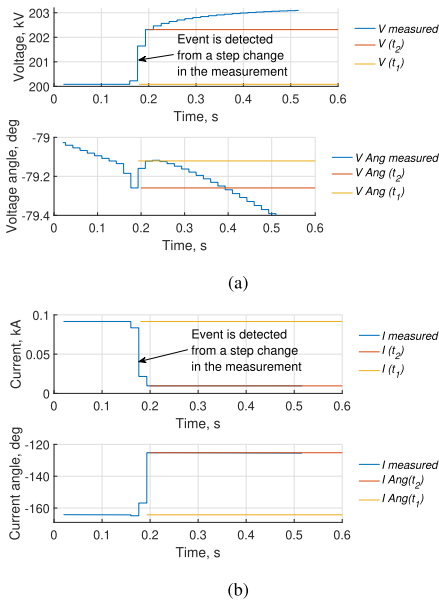 203
202
201
200
Voltage, kV
Event is detected
from a step change
in the measurement
0 0.1 0.2 0.3 0.4 0.5 0.6
Time, s
V measured
V (t2)
V (t1)
-79
-79.2
-79.4
Voltage angle, deg
0 0.1 0.2 0.3 0.4 0.5 0.6
Time, s
V Ang measured
V Ang (t2)
V Ang (t1)
(a)
0.1
0.05
0
Current, kA
Event is detected
from a step change
in the measurement
0 0.1 0.2 0.3 0.4 0.5 0.6
Time, s
I measured
I (t2)
I (t1)
-120
-140
-160
Current angle, deg
0 0.1 0.2 0.3 0.4 0.5 0.6
Time, s
I measured
I Ang(t2)
I Ang(t1)
(b)